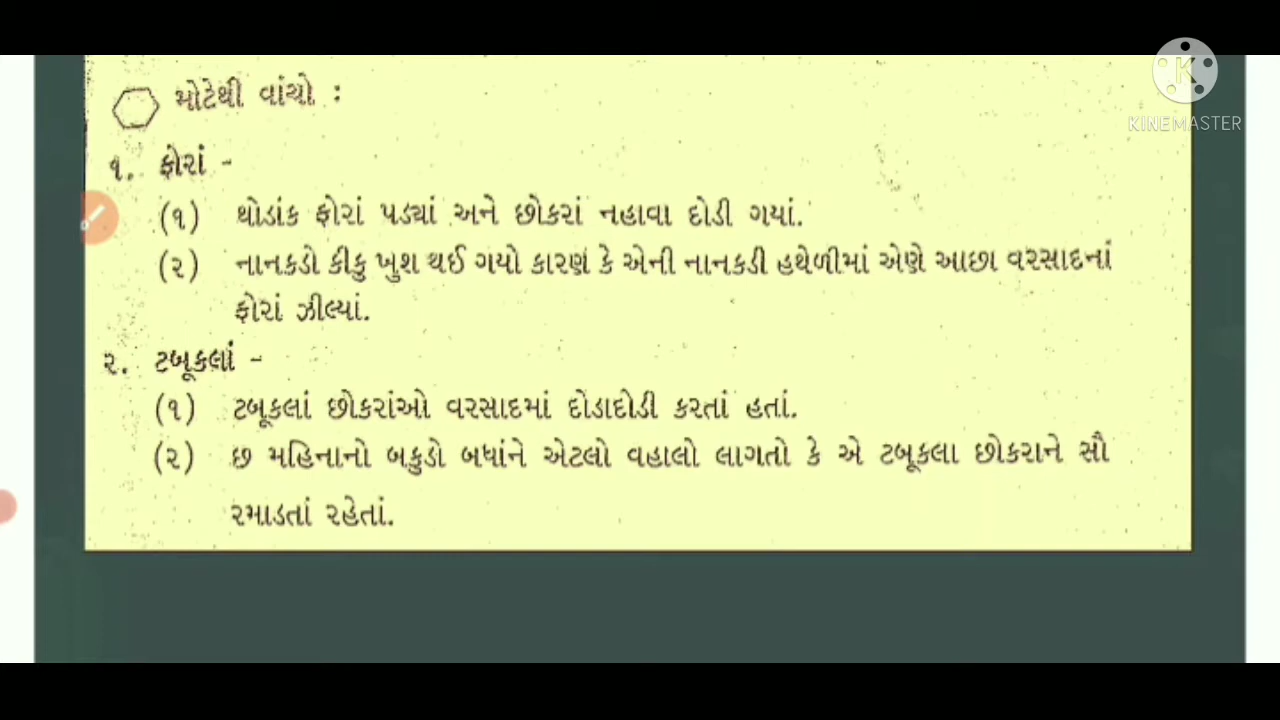 મોટેથી વાંચો :
K
KINEMASTER
૧. ફોરાં -
(૧) થોડાંક ફોરાં પડ્યાં અને છોકરાં નહાવા દોડી ગયાં.
(૨) નાનકડો કીકુ ખુશ થઈ ગયો કારણ કે એની નાનકડી હથેળીમાં એણે આછા વરસાદનાં
ફોરાં ઝીલ્યાં.
૨. ટબૂકલાં -
(૧) ટબૂકલાં છોકરાંઓ વરસાદમાં દોડાદોડી કરતાં હતાં.
(૨) છ મહિનાનો બકુડો બધાંને એટલો વહાલો લાગતો કે એ ટબૂકલા છોકરાને સૌ
રમાડતાં રહેતાં.